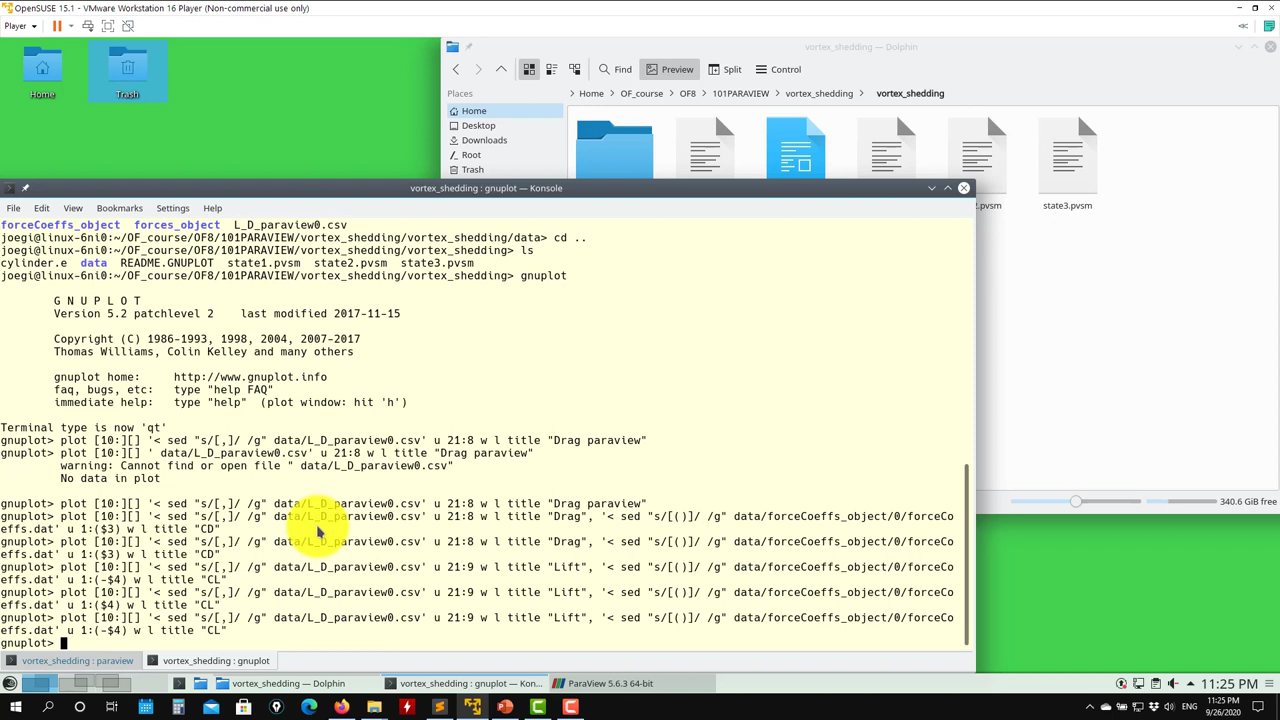 OpenSUSE 15.1 - VMware Workstation 16 Player (Non-commercial use only)
Player
Home
Trash
vortex_shedding — Dolphin
Find
Preview
Split
Control
Places
Home
Desktop
Downloads
Root
Trash
Home
OF_course
OF8
101PARAVIEW
vortex_shedding
vortex_shedding
state3.pvsm
340.6 GiB free
vortex_shedding : gnuplot — Konsole
File
Edit
View
Bookmarks
Settings
Help
forceCoeffs_object  forces_object  L_D_paraview0.csv
joegi@linux-6ni0:~/OF_course/OF8/101PARAVIEW/vortex_shedding/vortex_shedding/data> cd ..
joegi@linux-6ni0:~/OF_course/OF8/101PARAVIEW/vortex_shedding/vortex_shedding> ls
cylinder.e  data  README.GNUPLOT  state1.pvsm  state2.pvsm  state3.pvsm
joegi@linux-6ni0:~/OF_course/OF8/101PARAVIEW/vortex_shedding/vortex_shedding> gnuplot
G N U P L O T
Version 5.2 patchlevel 2    last modified 2017-11-15
Copyright (C) 1986-1993, 1998, 2004, 2007-2017
Thomas Williams, Colin Kelley and many others
gnuplot home:     http://www.gnuplot.info
faq, bugs, etc:   type "help FAQ"
immediate help:   type "help"  (plot window: hit 'h')
Terminal type is now 'qt'
gnuplot> plot [10:][] '< sed "s/[,]/ /g" data/L_D_paraview0.csv' u 21:8 w l title "Drag paraview"
gnuplot> plot [10:][] ' data/L_D_paraview0.csv' u 21:8 w l title "Drag paraview"
warning: Cannot find or open file " data/L_D_paraview0.csv"
No data in plot
gnuplot> plot [10:][] '< sed "s/[,]/ /g" data/L_D_paraview0.csv' u 21:8 w l title "Drag paraview"
gnuplot> plot [10:][] '< sed "s/[,]/ /g" data/L_D_paraview0.csv' u 21:8 w l title "Drag", '< sed "s/[()]/ /g" data/forceCoeffs_object/0/forceCo
effs.dat' u 1:($3) w l title "CD"
gnuplot> plot [10:][] '< sed "s/[,]/ /g" data/L_D_paraview0.csv' u 21:8 w l title "Drag", '< sed "s/[()]/ /g" data/forceCoeffs_object/0/forceCo
effs.dat' u 1:($3) w l title "CD"
gnuplot> plot [10:][] '< sed "s/[,]/ /g" data/L_D_paraview0.csv' u 21:9 w l title "Lift", '< sed "s/[()]/ /g" data/forceCoeffs_object/0/forceCo
effs.dat' u 1:(-$4) w l title "CL"
gnuplot> plot [10:][] '< sed "s/[,]/ /g" data/L_D_paraview0.csv' u 21:9 w l title "Lift", '< sed "s/[()]/ /g" data/forceCoeffs_object/0/forceCo
effs.dat' u 1:($4) w l title "CL"
gnuplot> plot [10:][] '< sed "s/[,]/ /g" data/L_D_paraview0.csv' u 21:9 w l title "Lift", '< sed "s/[()]/ /g" data/forceCoeffs_object/0/forceCo
effs.dat' u 1:(-$4) w l title "CL"
gnuplot>
vortex_shedding : paraview
vortex_shedding : gnuplot
vortex_shedding — Dolphin
vortex_shedding : gnuplot — Kon...
ParaView 5.6.3 64-bit
11:25 PM
11:25 PM
9/26/2020